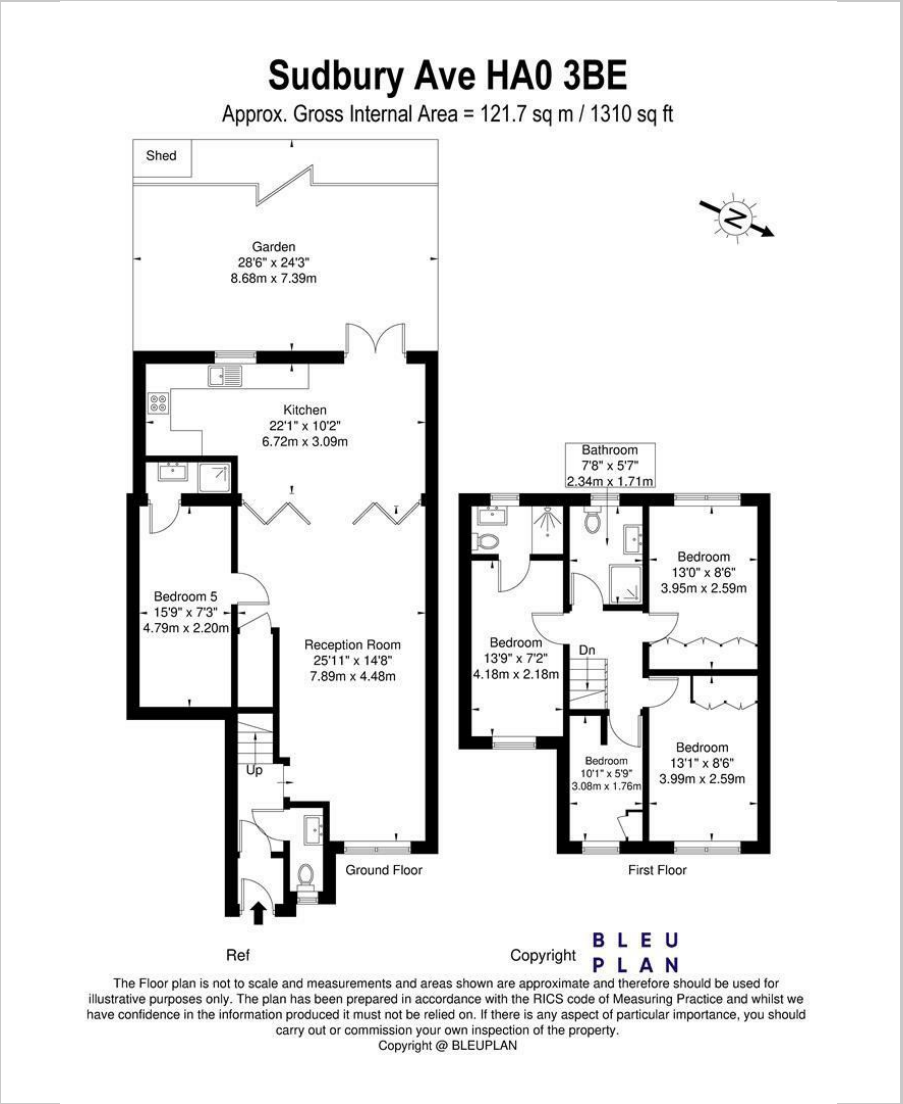 Sudbury Ave HA0 3BE
Approx. Gross Internal Area = 121.7 sq m / 1310 sq ft
Shed
N
Garden
28'6" x 24'3"
8.68m x 7.39m
Kitchen
22'1" x 10'2"
6.72m x 3.09m
Bedroom 5
15'9" x 7'3"
4.79m x 2.20m
Reception Room
25'11" x 14'8"
7.89m x 4.48m
Up
Ground Floor
Bathroom
7'8" x 5'7"
2.34m x 1.71m
Bedroom
13'0" x 8'6"
3.95m x 2.59m
Bedroom
13'9" x 7'2"
4.18m x 2.18m
Dn
Bedroom
10'1" x 5'9"
3.08m x 1.76m
Bedroom
13'1" x 8'6"
3.99m x 2.59m
First Floor
Ref
Copyright
BLEU
PLAN
The Floor plan is not to scale and measurements and areas shown are approximate and therefore should be used for
illustrative purposes only. The plan has been prepared in accordance with the RICS code of Measuring Practice and whilst we
have confidence in the information produced it must not be relied on. If there is any aspect of particular importance, you should
carry out or commission your own inspection of the property.
Copyright @ BLEUPLAN